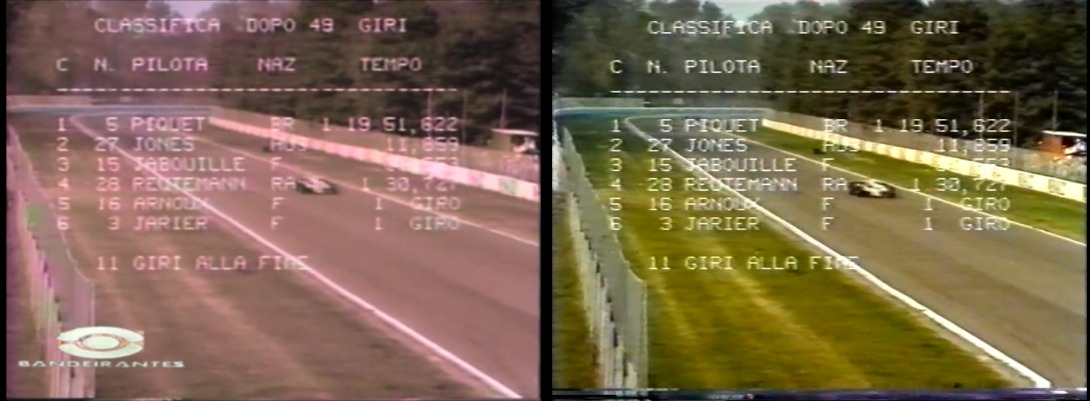 CLASSIFICA DOPO 49 GIRI
C N. PILOTA NAZ TEMPO
1 5 PIQUET BR 1 19 51,622
2 27 JONES AUS 11,859
3 15 JABOUILLE F
4 28 REUTEMANN RA 1 30,727
5 16 ARNOUX F 1 GIRO
6 3 JARIER F 1 GIRO
11 GIRI ALLA FINE
BANDEIRANTES
CLASSIFICA DOPO 49 GIRI
C N. PILOTA NAZ TEMPO
1 5 PIQUET BR 1 19 51,622
2 27 JONES AUS 11,859
3 15 JABOUILLE F
4 28 REUTEMANN RA 1 30,727
5 16 ARNOUX F 1 GIRO
6 3 JARIER F 1 GIRO
11 GIRI ALLA FINE